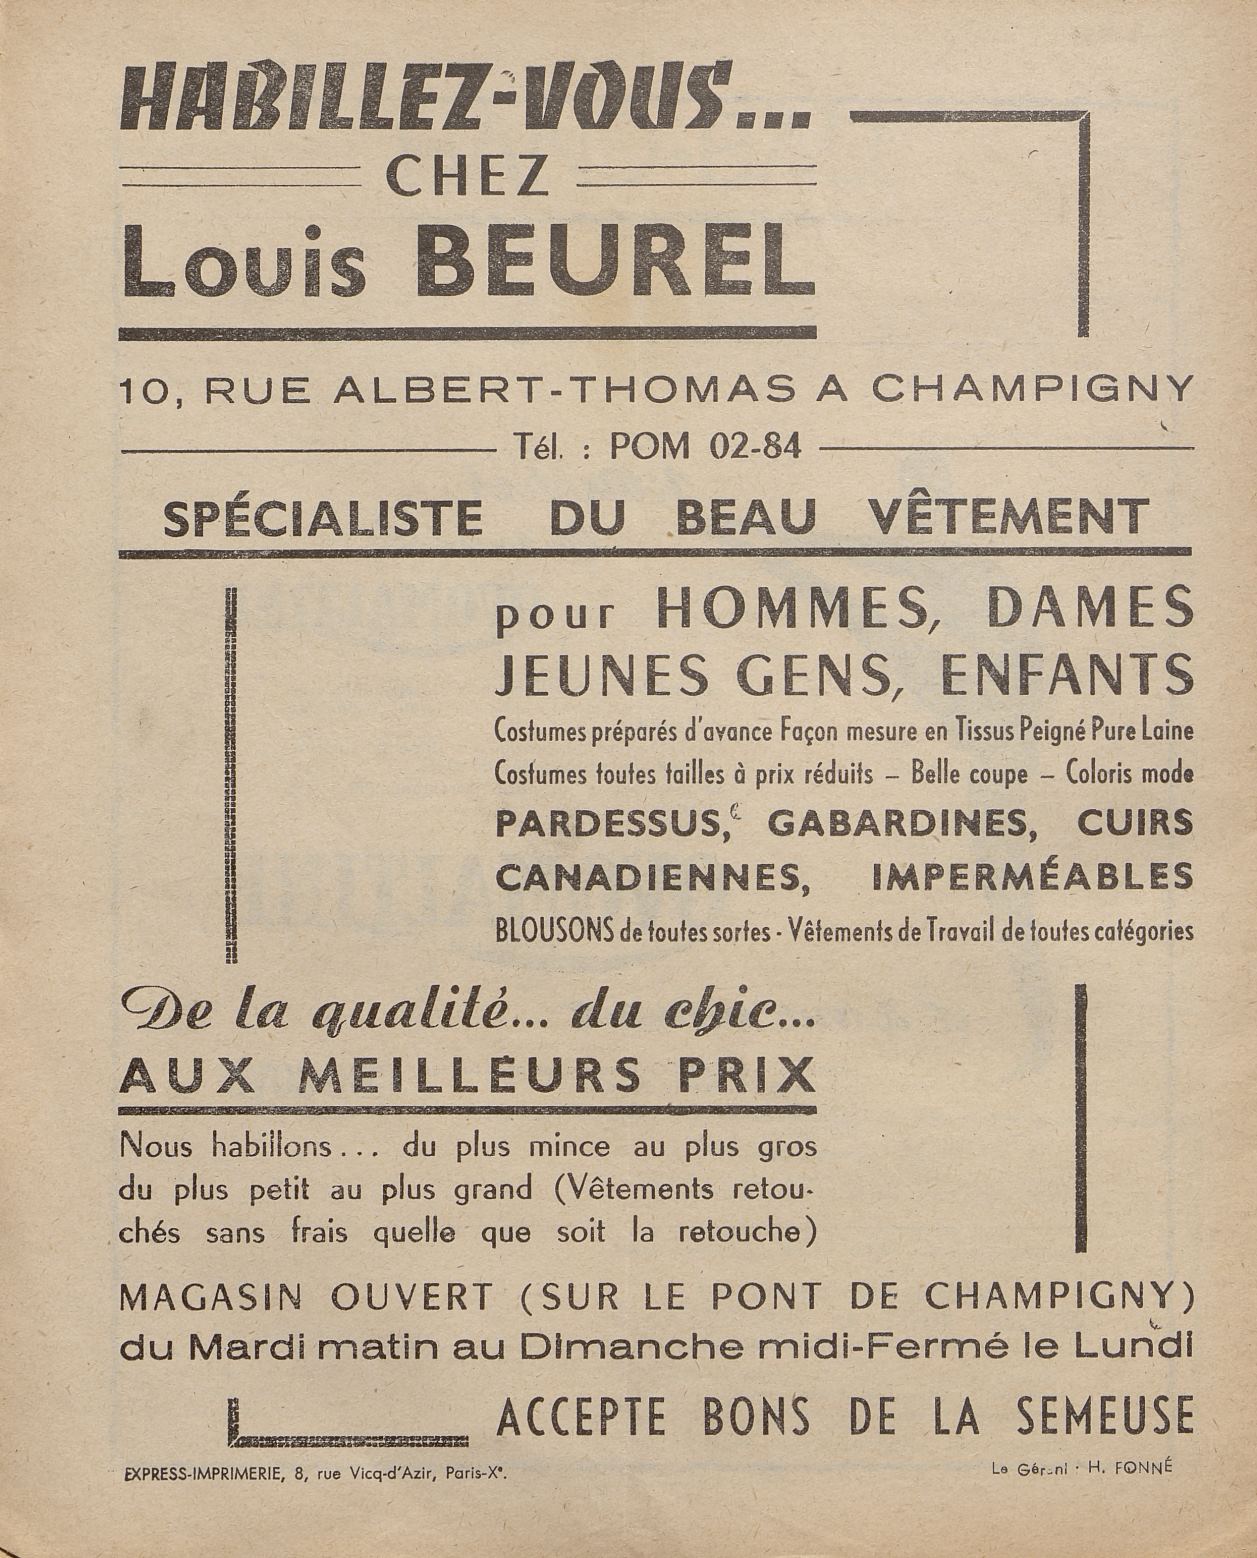 HABILLEZ-VOUS...
CHEZ
Louis BEUREL
10, RUE ALBERT-THOMAS A CHAMPIGNY
Tél. : POM 02-84
SPÉCIALISTE DU BEAU VÊTEMENT
pour HOMMES, DAMES
JEUNES GENS, ENFANTS
Costumes préparés d'avance Façon mesure en Tissus Peigné Pure Laine
Costumes toutes tailles à prix réduits – Belle coupe – Coloris mode
PARDESSUS, GABARDINES, CUIRS
CANADIENNES, IMPERMÉABLES
BLOUSONS de toutes sortes - Vêtements de Travail de toutes catégories
De la qualité... du chic...
AUX MEILLEURS PRIX
Nous habillons... du plus mince au plus gros
du plus petit au plus grand (Vêtements retou-
chés sans frais quelle que soit la retouche)
MAGASIN OUVERT (SUR LE PONT DE CHAMPIGNY)
du Mardi matin au Dimanche midi-Fermé le Lundi
ACCEPTE BONS DE LA SEMEUSE
EXPRESS-IMPRIMERIE, 8, rue Vicq-d'Azir, Paris-Xe.
Le Gérant : H. FONNÉ